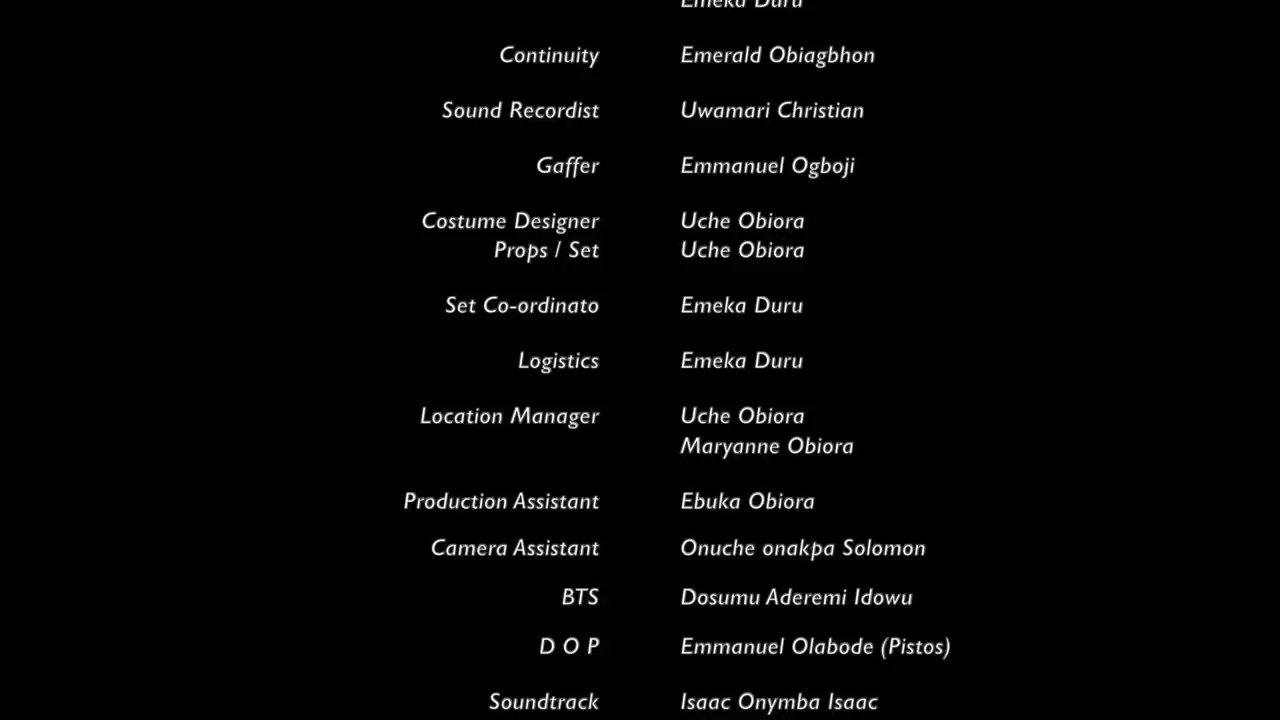 Emeka Duru
Continuity Emerald Obiagbhon
Sound Recordist Uwamari Christian
Gaffer Emmanuel Ogboji
Costume Designer Uche Obiora
Props / Set Uche Obiora
Set Co-ordinato Emeka Duru
Logistics Emeka Duru
Location Manager Uche Obiora
Maryanne Obiora
Production Assistant Ebuka Obiora
Camera Assistant Onuche onakpa Solomon
BTS Dosumu Aderemi Idowu
D O P Emmanuel Olabode (Pistos)
Soundtrack Isaac Onymba Isaac